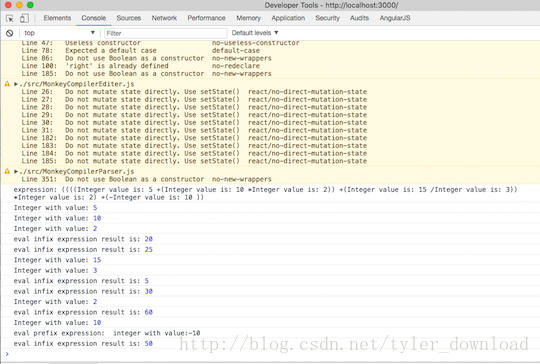 Developer Tools - http://localhost:3000/
Elements Console Sources Network Performance Memory Application Security Audits AngularJS
top Filter Default levels
Line 47: Useless constructor no-useless-constructor
Line 78: Expected a default case default-case
Line 86: Do not use Boolean as a constructor no-new-wrappers
Line 100: 'right' is already defined no-redeclare
Line 185: Do not use Boolean as a constructor no-new-wrappers
./src/MonkeyCompilerEditer.js
Line 26: Do not mutate state directly. Use setState() react/no-direct-mutation-state
Line 27: Do not mutate state directly. Use setState() react/no-direct-mutation-state
Line 28: Do not mutate state directly. Use setState() react/no-direct-mutation-state
Line 29: Do not mutate state directly. Use setState() react/no-direct-mutation-state
Line 30: Do not mutate state directly. Use setState() react/no-direct-mutation-state
Line 31: Do not mutate state directly. Use setState() react/no-direct-mutation-state
Line 182: Do not mutate state directly. Use setState() react/no-direct-mutation-state
Line 183: Do not mutate state directly. Use setState() react/no-direct-mutation-state
Line 184: Do not mutate state directly. Use setState() react/no-direct-mutation-state
Line 185: Do not mutate state directly. Use setState() react/no-direct-mutation-state
./src/MonkeyCompilerParser.js
Line 351: Do not use Boolean as a constructor no-new-wrappers
expression: ((((Integer value is: 5 +(Integer value is: 10 *Integer value is: 2)) +(Integer value is: 15 /Integer value is: 3))
*Integer value is: 2) +(-Integer value is: 10 ))
Integer with value: 5
Integer with value: 10
Integer with value: 2
eval infix expression result is: 20
eval infix expression result is: 25
Integer with value: 15
Integer with value: 3
eval infix expression result is: 5
eval infix expression result is: 30
Integer with value: 2
eval infix expression result is: 60
Integer with value: 10
eval prefix expression: integer with value:-10
eval infix expression result is: 50
http://blog.csdn.net/tyler_download